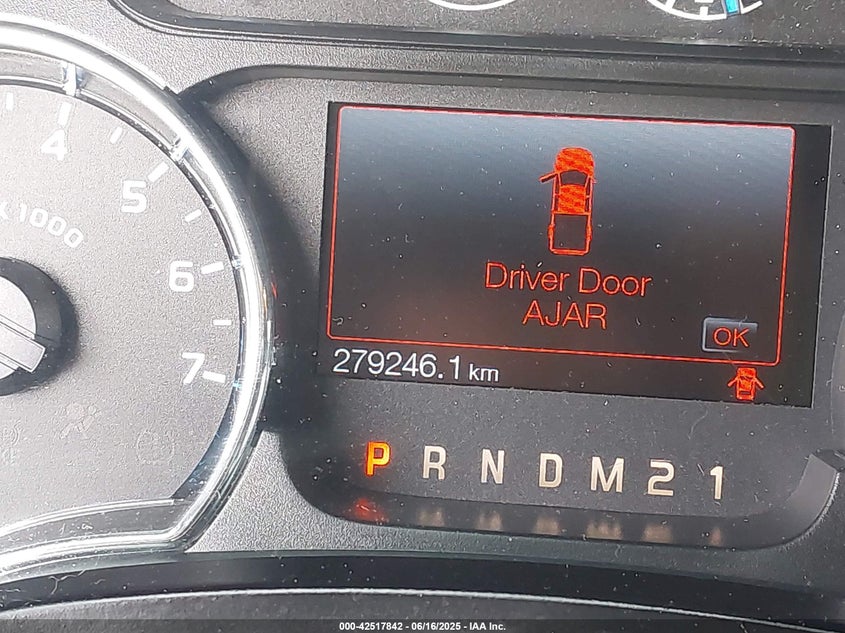 4
5
x1000
6
7
Driver Door
AJAR
OK
279246.1 km
P R N D M 2 1
000-42517842 - 06/16/2025 - IAA Inc.